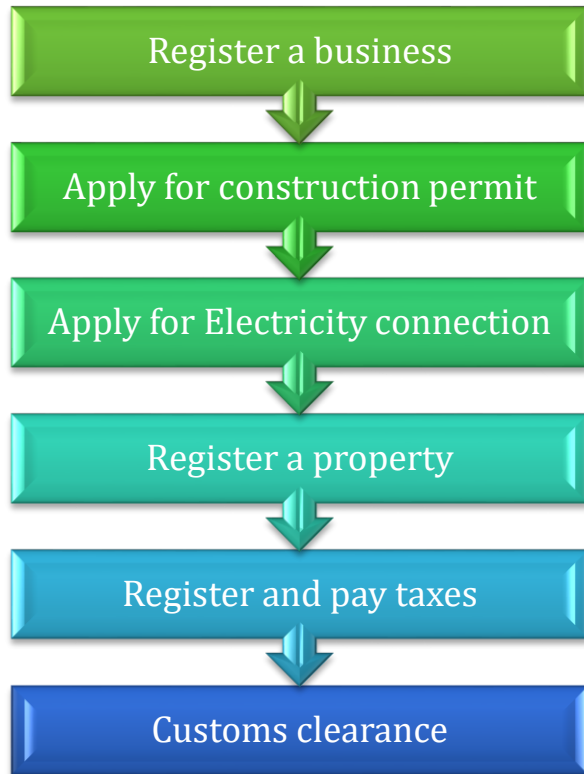 Register a business
Apply for construction permit
Apply for Electricity connection
Register a property
Register and pay taxes
Customs clearance